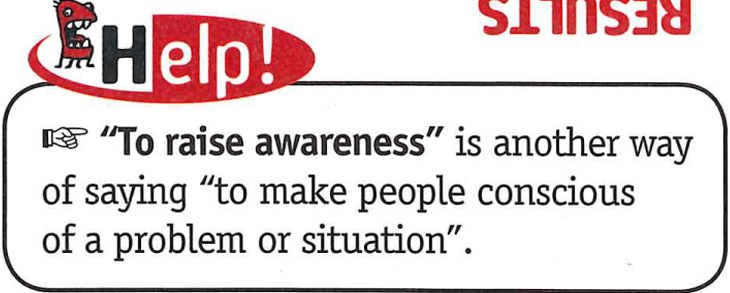 RESULTS
Help!
☞ "To raise awareness" is another way
of saying "to make people conscious
of a problem or situation".